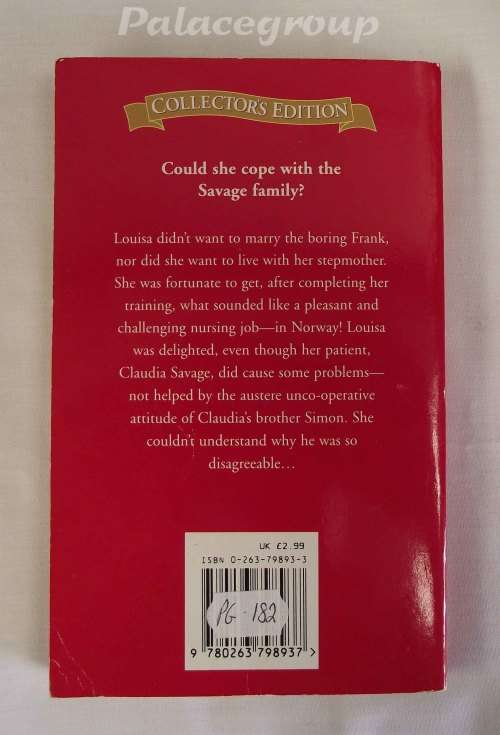 Palacegroup
COLLECTOR'S EDITION
Could she cope with the
Savage family?
Louisa didn't want to marry the boring Frank,
nor did she want to live with her stepmother.
She was fortunate to get, after completing her
training, what sounded like a pleasant and
challenging nursing job—in Norway! Louisa
was delighted, even though her patient,
Claudia Savage, did cause some problems—
not helped by the austere unco-operative
attitude of Claudia's brother Simon. She
couldn't understand why he was so
disagreeable…
UK £2.99
ISBN 0-263-79893-3
PG-182
9 780263 798937 >